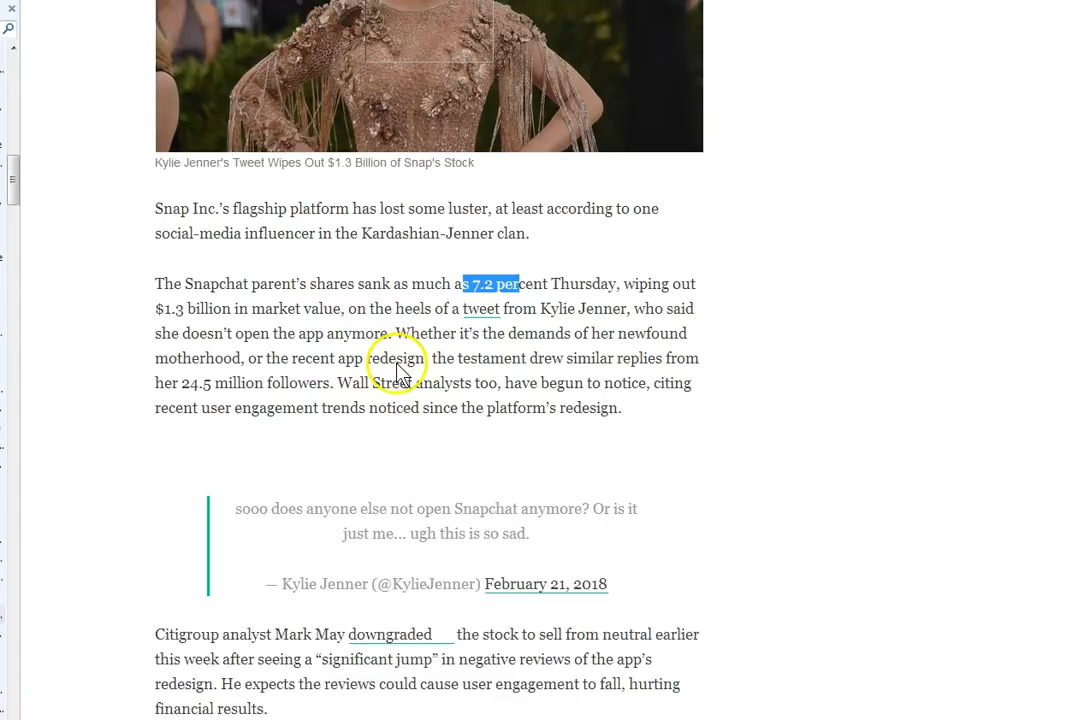 Kylie Jenner's Tweet Wipes Out $1.3 Billion of Snap's Stock
Snap Inc.’s flagship platform has lost some luster, at least according to one
social-media influencer in the Kardashian-Jenner clan.
The Snapchat parent’s shares sank as much as 7.2 percent Thursday, wiping out
$1.3 billion in market value, on the heels of a tweet from Kylie Jenner, who said
she doesn’t open the app anymore. Whether it’s the demands of her newfound
motherhood, or the recent app redesign, the testament drew similar replies from
her 24.5 million followers. Wall Street analysts too, have begun to notice, citing
recent user engagement trends noticed since the platform’s redesign.
sooo does anyone else not open Snapchat anymore? Or is it
just me... ugh this is so sad.
— Kylie Jenner (@KylieJenner) February 21, 2018
Citigroup analyst Mark May downgraded the stock to sell from neutral earlier
this week after seeing a “significant jump” in negative reviews of the app’s
redesign. He expects the reviews could cause user engagement to fall, hurting
financial results.